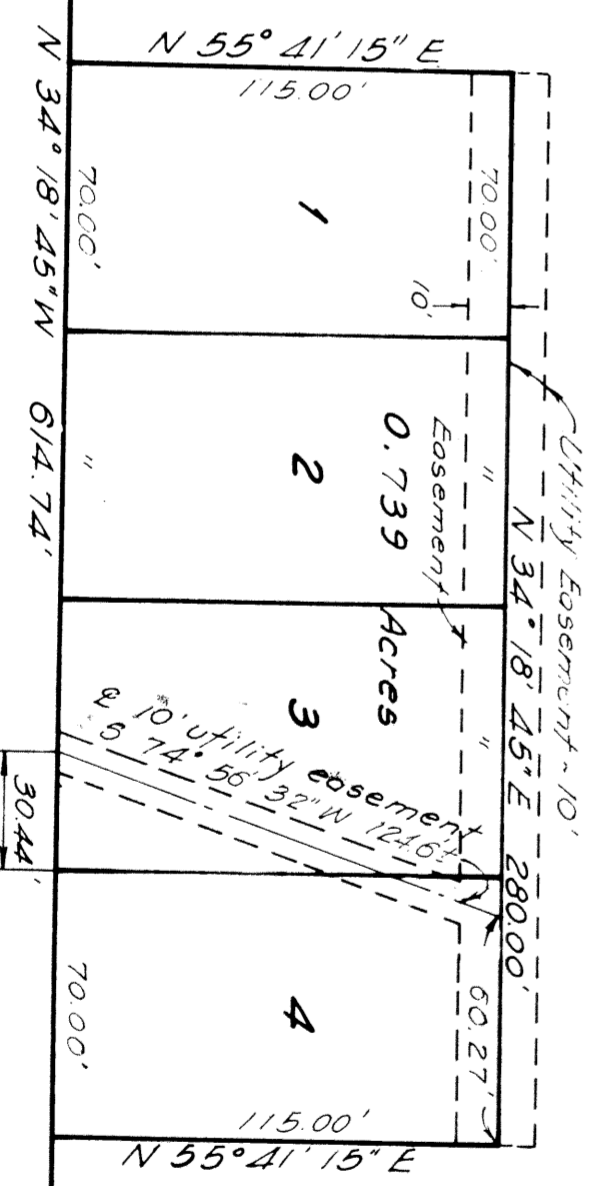 N 55° 41' 15" E
115.00'
70.00'
1
70.00'
10'
Utility Easement - 10'
N 34° 18' 45" E 280.00'
"
Easement
0.739 Acres
2
"
N 34° 18' 45" W 614.74'
"
3
℄ 10' utility easement
S 74° 56' 32" W 124.6'±
30.44'
60.27'
4
70.00'
115.00'
N 55° 41' 15" E